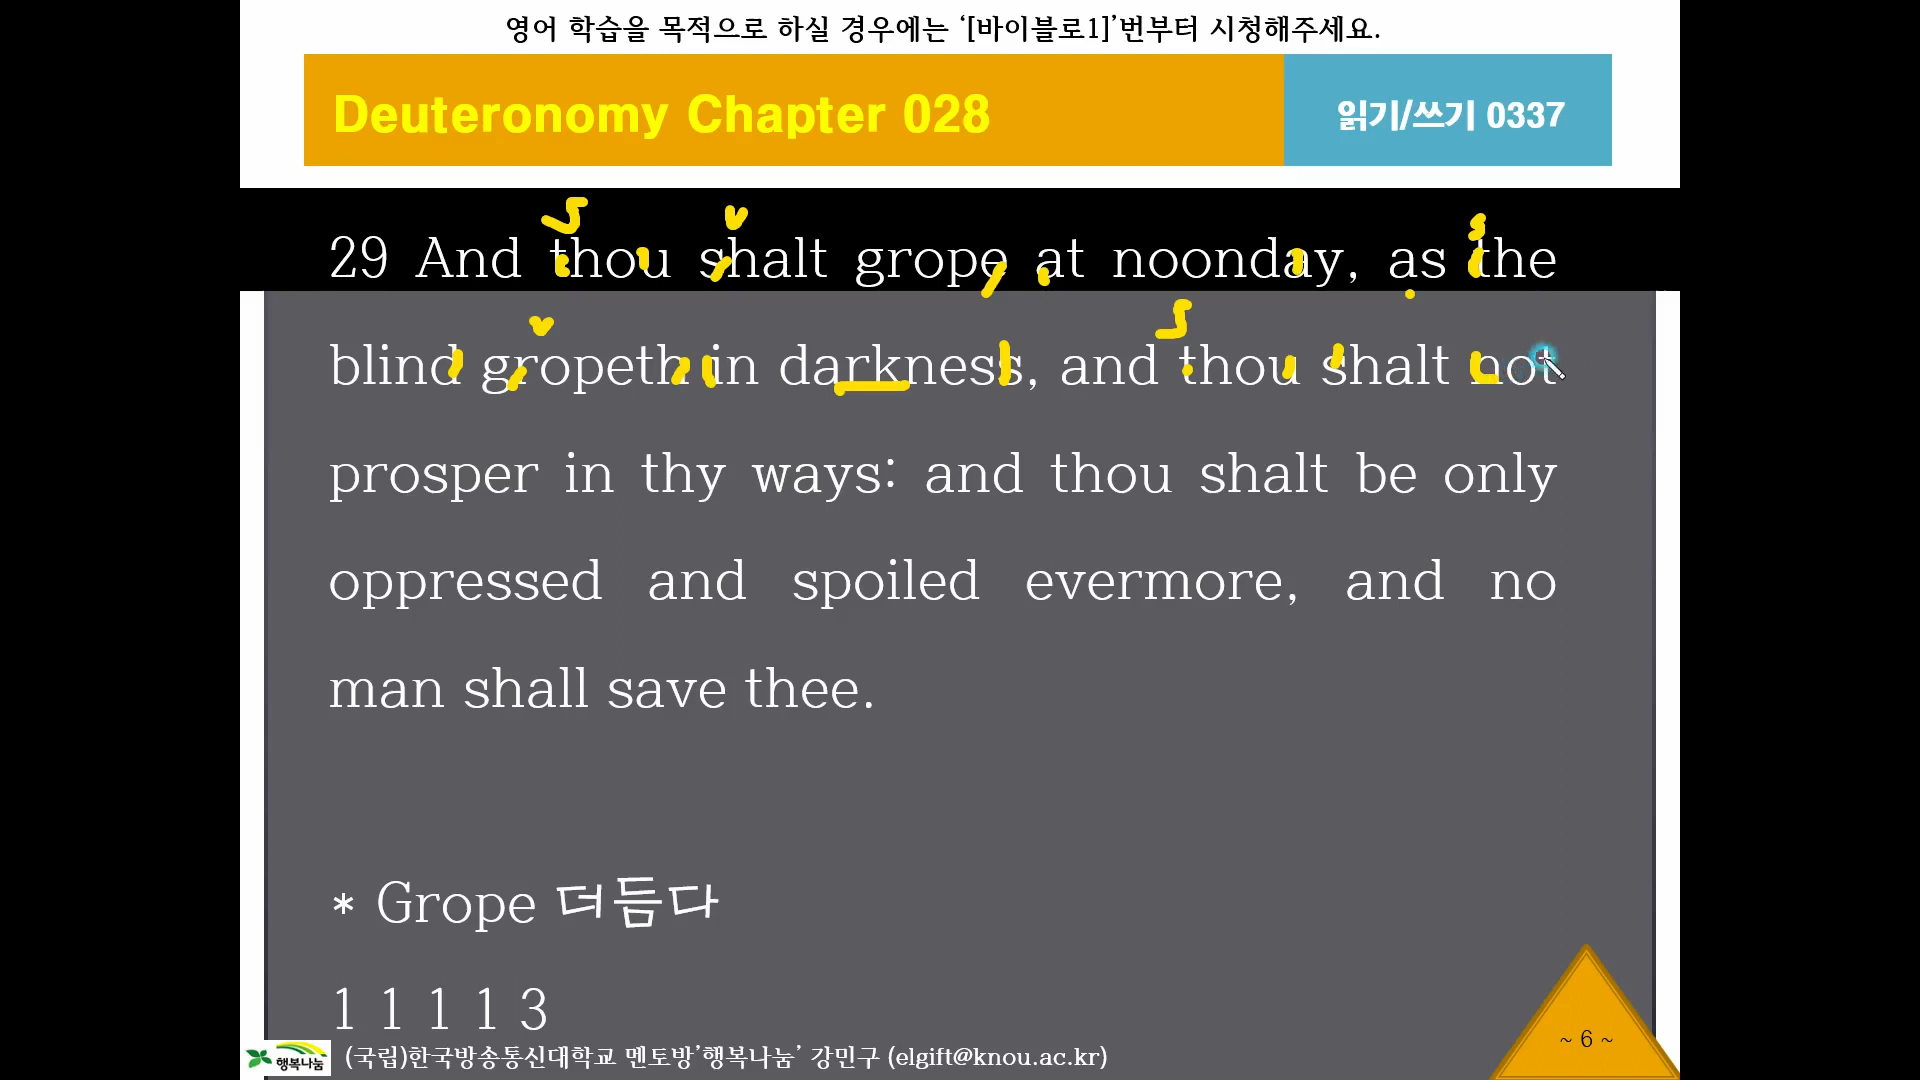 영어 학습을 목적으로 하실 경우에는 ‘[바이블로1]’번부터 시청해주세요.
Deuteronomy Chapter 028
읽기/쓰기 0337
29 And thou shalt grope at noonday, as the
blind gropeth in darkness, and thou shalt not
prosper in thy ways: and thou shalt be only
oppressed and spoiled evermore, and no
man shall save thee.
* Grope 더듬다
1 1 1 1 3
~ 6 ~
행복나눔
(국립)한국방송통신대학교 멘토방’행복나눔’ 강민구 (elgift@knou.ac.kr)